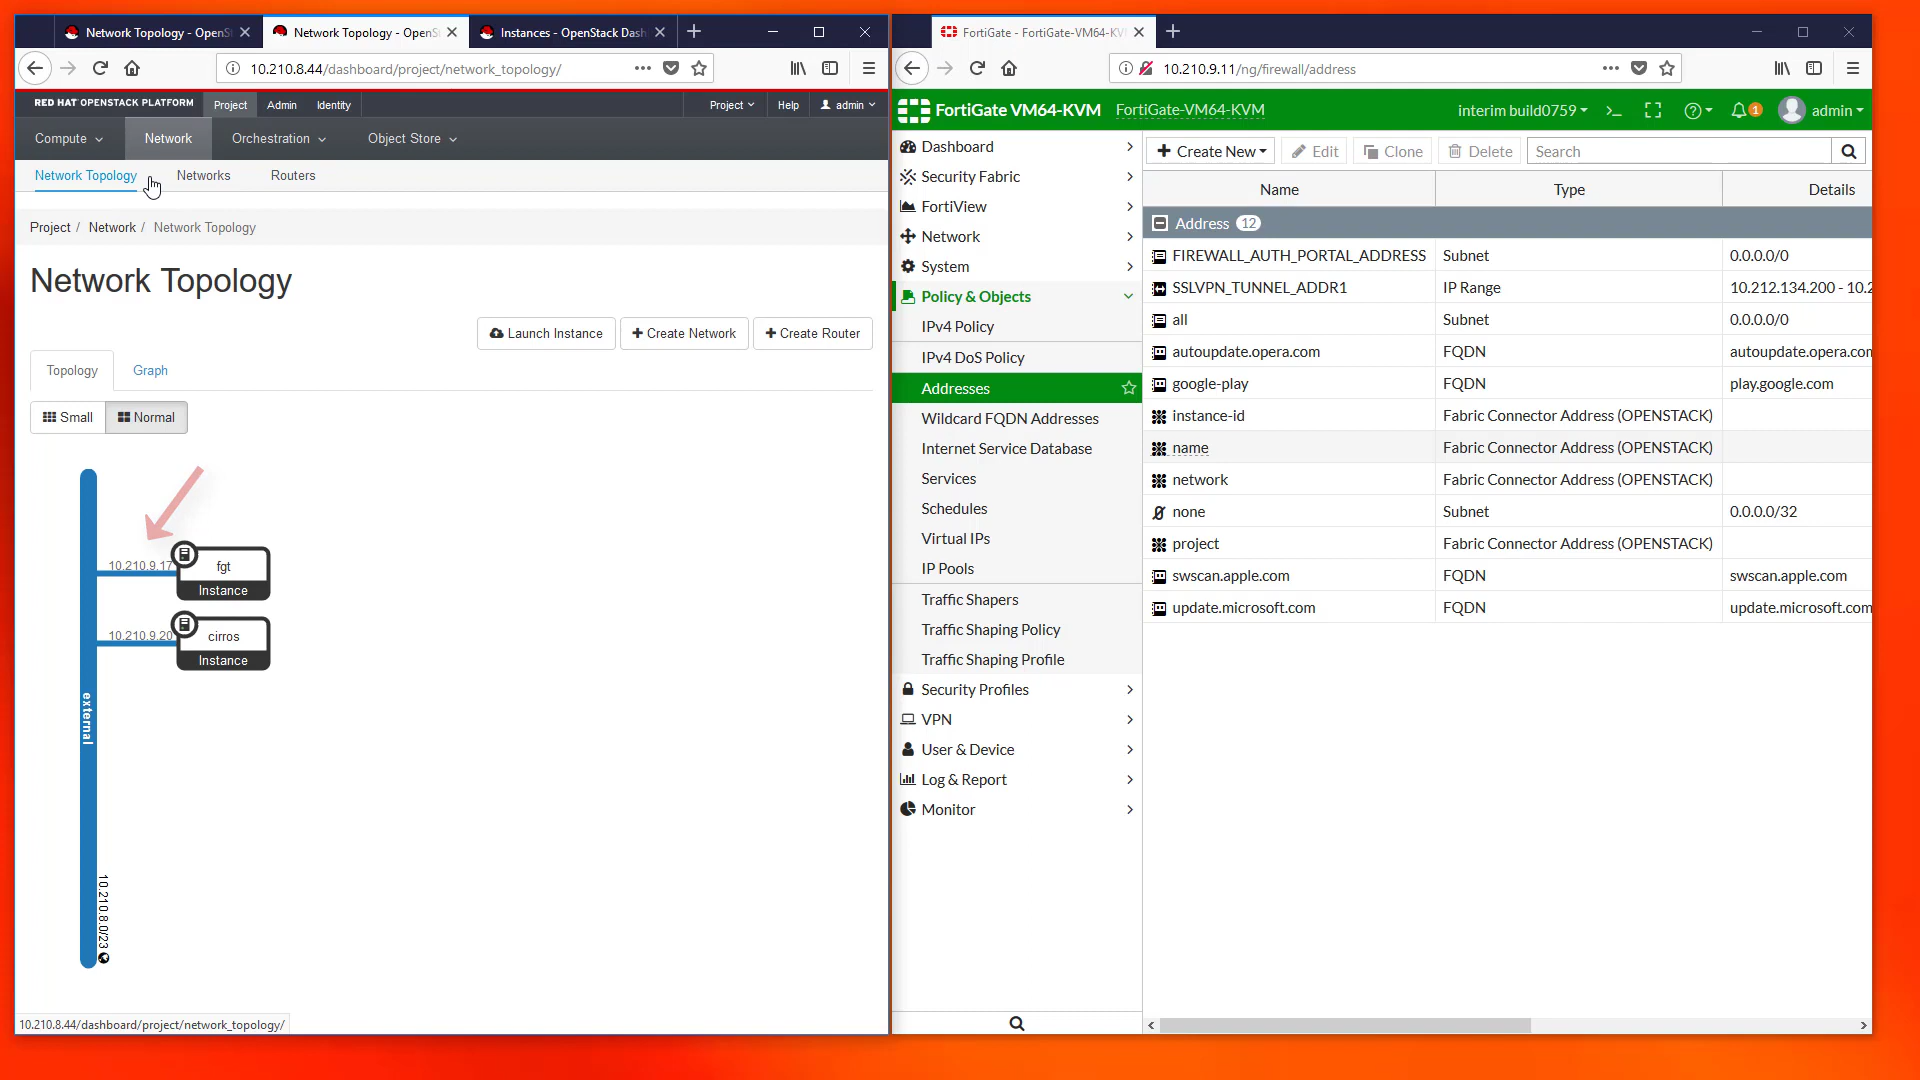 Network Topology - OpenS
Network Topology - OpenS
Instances - OpenStack Dash
10.210.8.44/dashboard/project/network_topology/
RED HAT OPENSTACK PLATFORM
Project
Admin
Identity
Project
Help
admin
Compute
Network
Orchestration
Object Store
Network Topology
Networks
Routers
Project / Network / Network Topology
Network Topology
Launch Instance
+ Create Network
+ Create Router
Topology
Graph
Small
Normal
10.210.9.17
fgt
Instance
10.210.9.20
cirros
Instance
external
10.210.8.0/23
10.210.8.44/dashboard/project/network_topology/
FortiGate - FortiGate-VM64-KV
10.210.9.11/ng/firewall/address
FortiGate VM64-KVM
FortiGate-VM64-KVM
interim build0759
>_
?
1
admin
Dashboard
Security Fabric
FortiView
Network
System
Policy & Objects
IPv4 Policy
IPv4 DoS Policy
Addresses
Wildcard FQDN Addresses
Internet Service Database
Services
Schedules
Virtual IPs
IP Pools
Traffic Shapers
Traffic Shaping Policy
Traffic Shaping Profile
Security Profiles
VPN
User & Device
Log & Report
Monitor
+ Create New
Edit
Clone
Delete
Search
Name Type Details
Address 12
FIREWALL_AUTH_PORTAL_ADDRESS Subnet 0.0.0.0/0
SSLVPN_TUNNEL_ADDR1 IP Range 10.212.134.200 - 10.2
all Subnet 0.0.0.0/0
autoupdate.opera.com FQDN autoupdate.opera.com
google-play FQDN play.google.com
instance-id Fabric Connector Address (OPENSTACK)
name Fabric Connector Address (OPENSTACK)
network Fabric Connector Address (OPENSTACK)
none Subnet 0.0.0.0/32
project Fabric Connector Address (OPENSTACK)
swscan.apple.com FQDN swscan.apple.com
update.microsoft.com FQDN update.microsoft.com